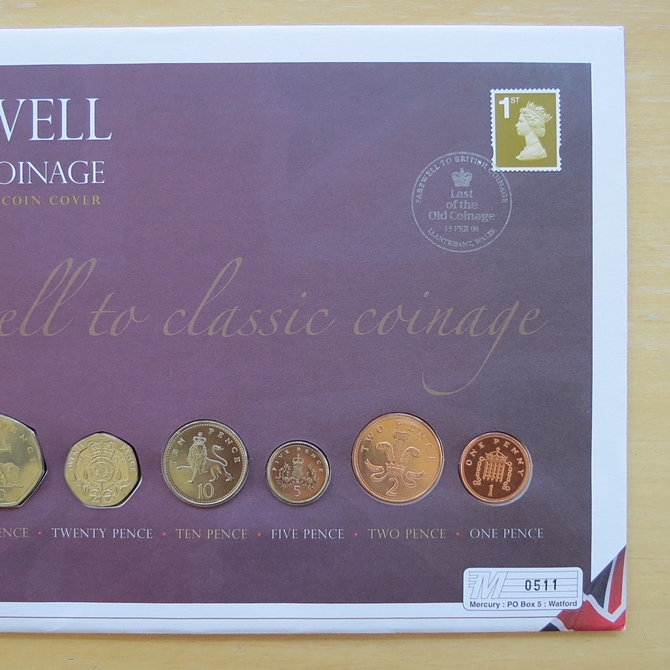 WELL
OINAGE
COIN COVER
1ST
FAREWELL TO BRITISH COINAGE
Last
of the
Old Coinage
15 FEB 08
LLANTRISANT, WALES
ell to classic coinage
TEN PENCE
10
FIVE PENCE
5
TWO PENCE
2
ONE PENNY
1
ENCE • TWENTY PENCE • TEN PENCE • FIVE PENCE • TWO PENCE • ONE PENCE
M
0511
Mercury : PO Box 5 : Watford